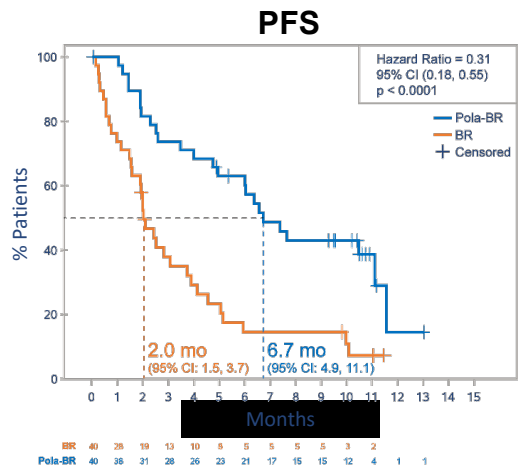 PFS
100
80
60
40
20
0
% Patients
Hazard Ratio = 0.31
95% CI (0.18, 0.55)
p < 0.0001
Pola-BR
BR
Censored
2.0 mo
(95% CI: 1.5, 3.7)
6.7 mo
(95% CI: 4.9, 11.1)
0 1 2 3 4 5 6 7 8 9 10 11 12 13 14 15
Months
BR 40 28 19 13 10 5 5 5 5 5 3 2
Pola-BR 40 38 31 28 26 23 21 17 15 15 12 4 1 1